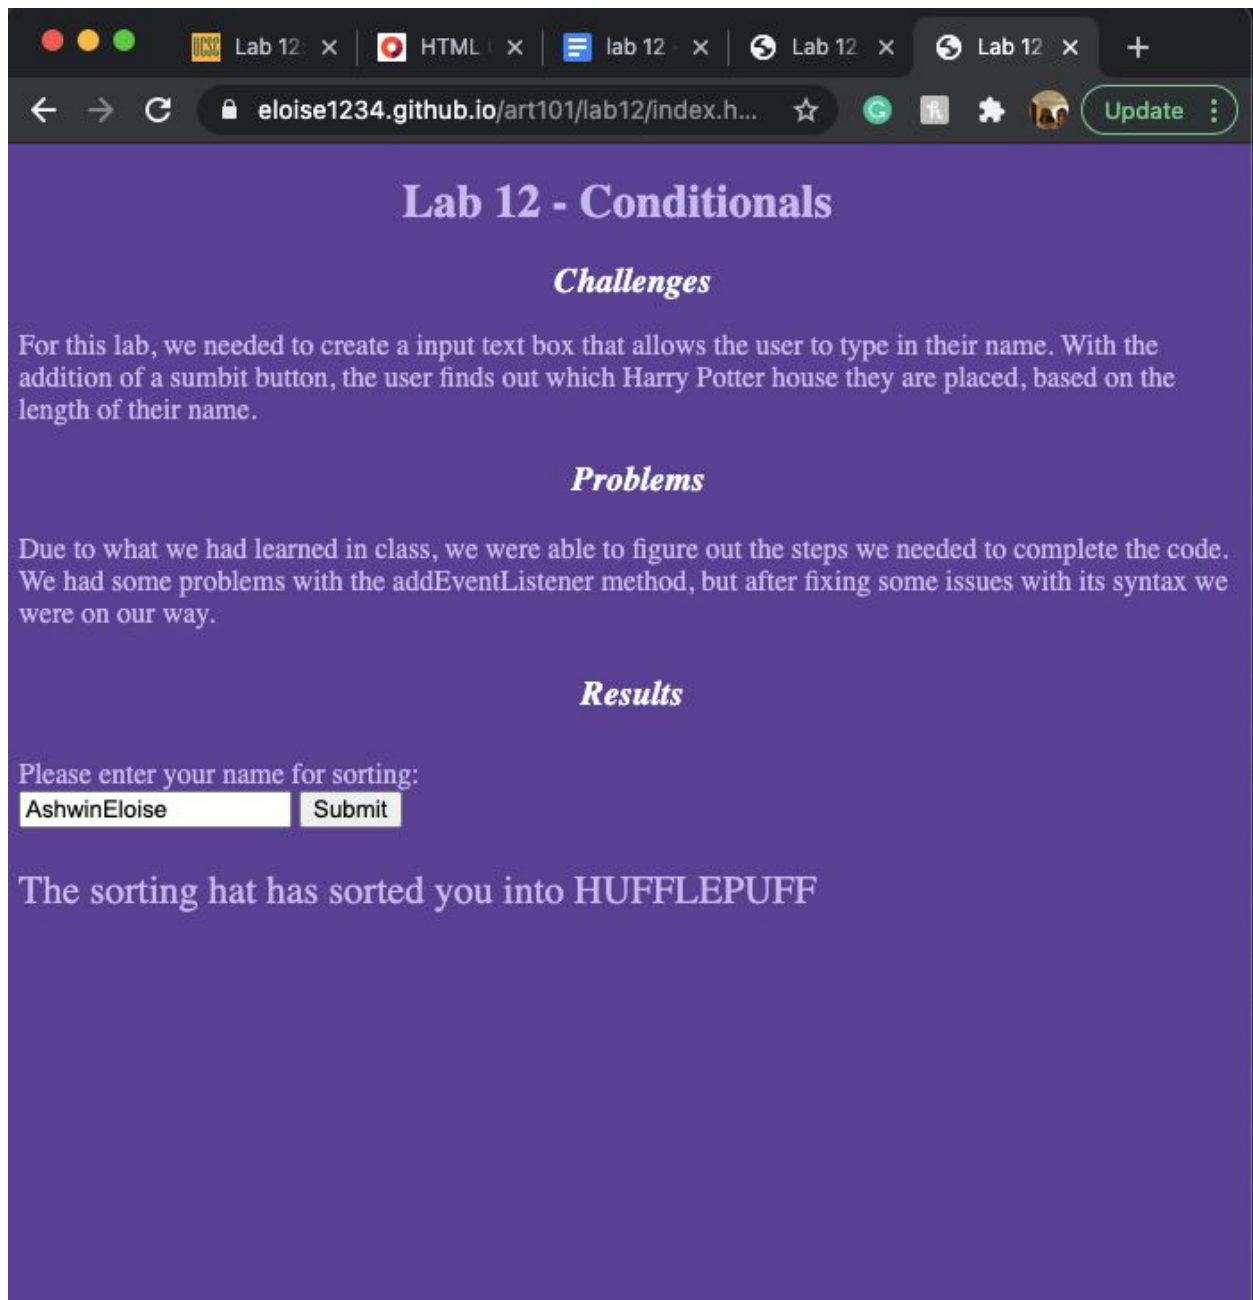 UCSC Lab 12: HTML lab 12 - Lab 12 Lab 12
eloise1234.github.io/art101/lab12/index.h... Update
Lab 12 - Conditionals
Challenges
For this lab, we needed to create a input text box that allows the user to type in their name. With the
addition of a sumbit button, the user finds out which Harry Potter house they are placed, based on the
length of their name.
Problems
Due to what we had learned in class, we were able to figure out the steps we needed to complete the code.
We had some problems with the addEventListener method, but after fixing some issues with its syntax we
were on our way.
Results
Please enter your name for sorting:
AshwinEloise Submit
The sorting hat has sorted you into HUFFLEPUFF